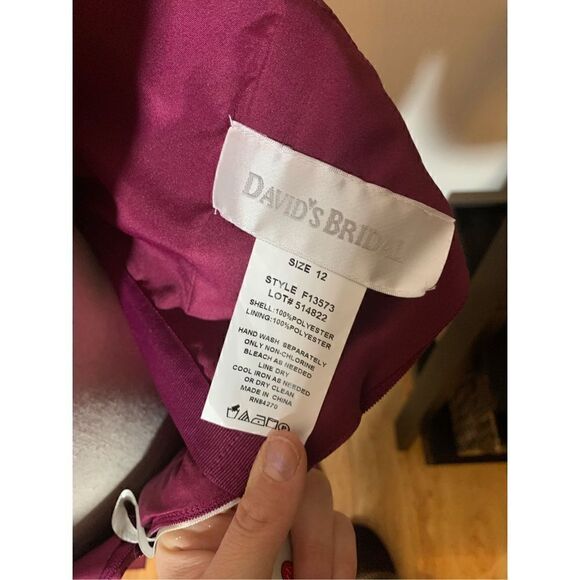 DAVID'S BRIDAL
SIZE 12
STYLE F13573
LOT# 514822
SHELL:100%POLYESTER
LINING:100%POLYESTER
HAND WASH SEPARATELY
ONLY NON-CHLORINE
BLEACH AS NEEDED
LINE DRY
COOL IRON AS NEEDED
OR DRY CLEAN
MADE IN CHINA
RN84270
P